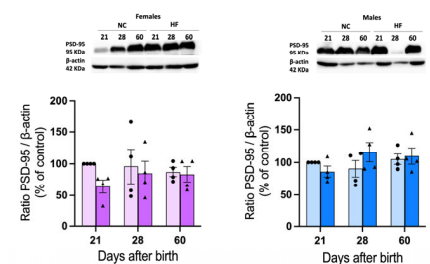 Females
NC HF
21 28 60 21 28 60
PSD-95
95 KDa
β-actin
42 KDa
200
150
100
50
0
Ratio PSD-95 / β-actin
(% of control)
21 28 60
Days after birth
Males
NC HF
21 28 60 21 28 60
PSD-95
95 KDa
β-actin
42 KDa
200
150
100
50
0
Ratio PSD-95 / β-actin
(% of control)
21 28 60
Days after birth